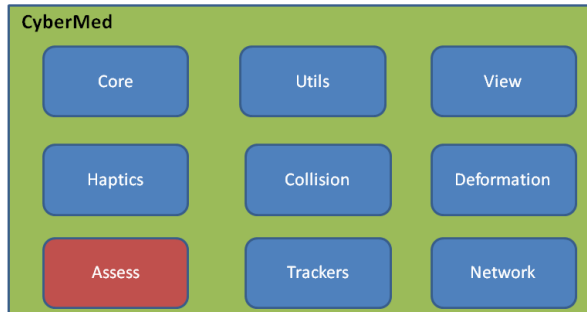 CyberMed
Core Utils View
Haptics Collision Deformation
Assess Trackers Network